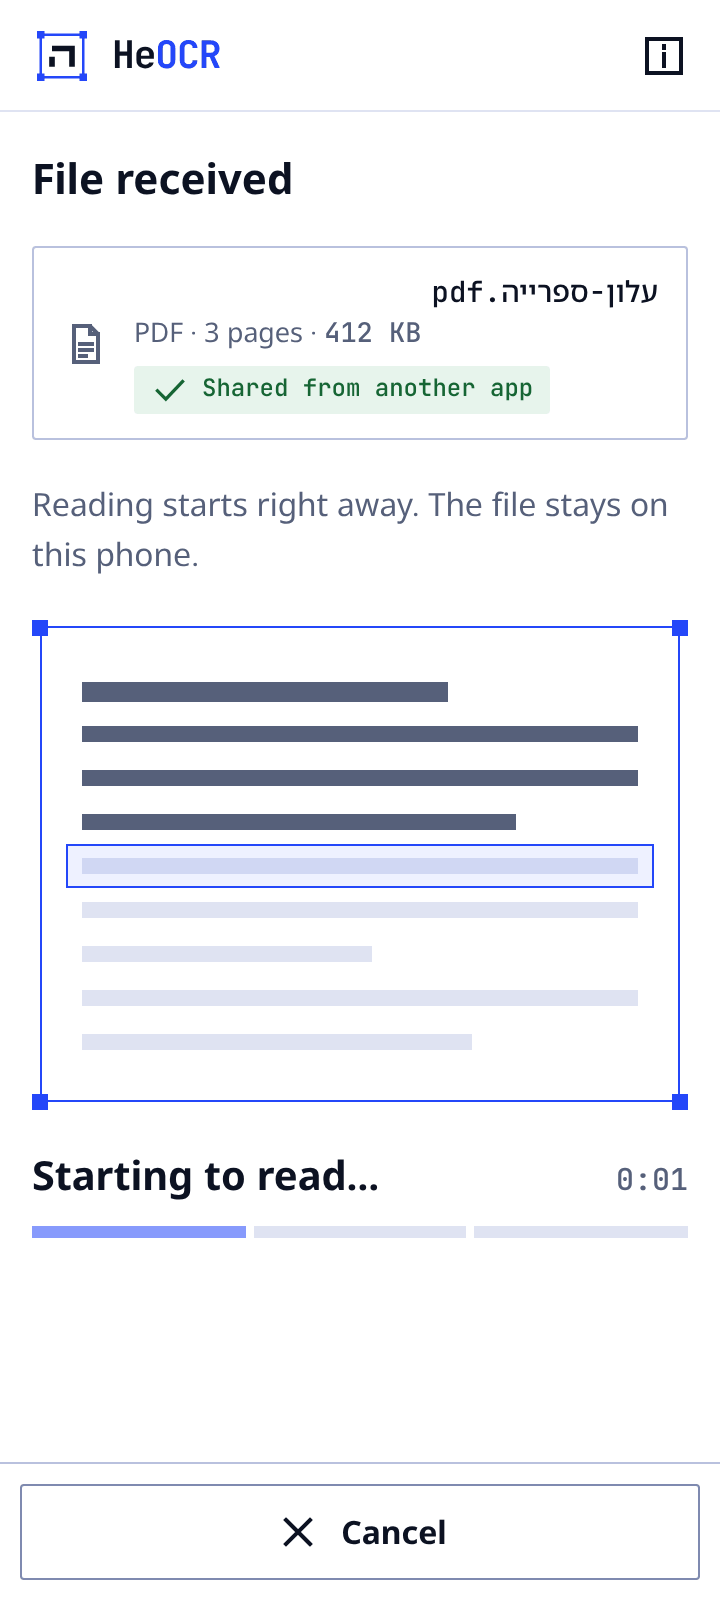 HeOCR
File received
עלון-ספרייה.pdf
PDF · 3 pages · 412 KB
Shared from another app
Reading starts right away. The file stays on
this phone.
Starting to read...
0:01
Cancel